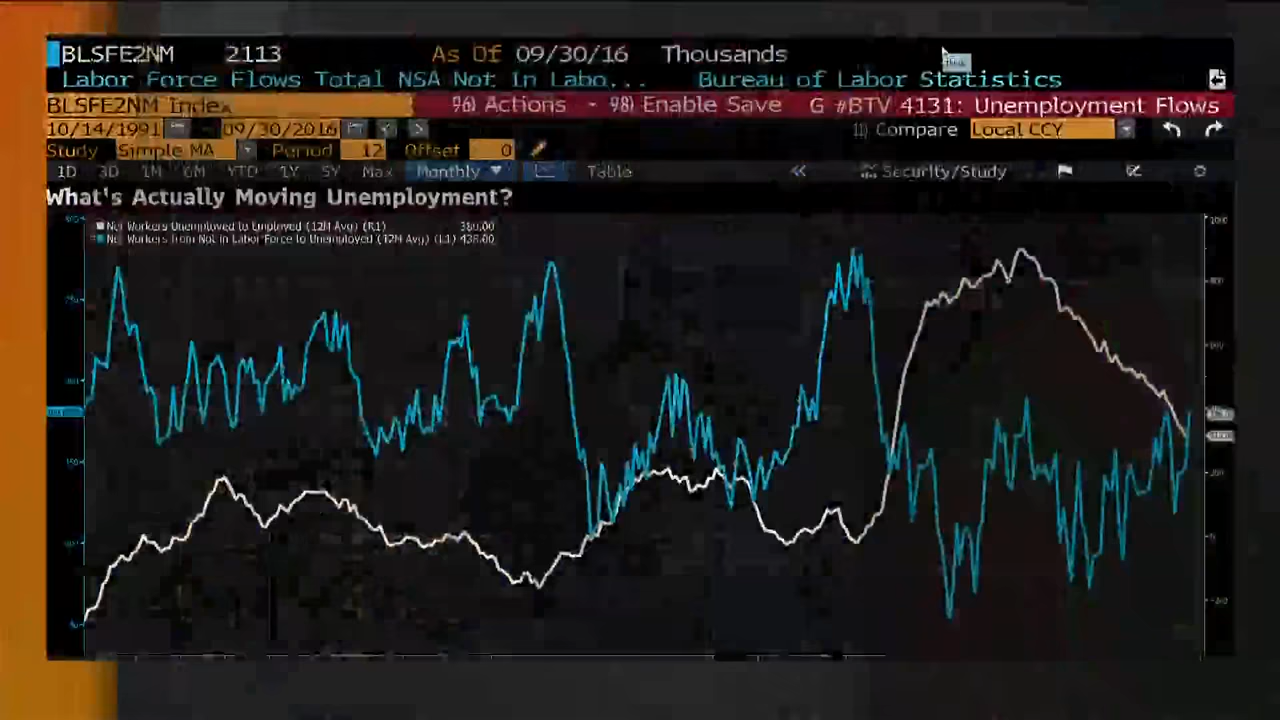 BLSFE2NM 2113 As Of 09/30/16 Thousands
Labor Force Flows Total NSA Not In Labo... Bureau of Labor Statistics
BLSFE2NM Index 96) Actions - 98) Enable Save G #BTV 4131: Unemployment Flows
10/14/1991 - 09/30/2016 11) Compare Local CCY
Study Simple MA Period 12 Offset 0
1D 3D 1M 6M YTD 1Y 5Y Max Monthly ▼ Table « Security/Study
What's Actually Moving Unemployment?
Net Workers Unemployed to Employed (12M Avg) (R1)
Net Workers from Not in Labor Force to Unemployed (12M Avg) (L1) 438.00